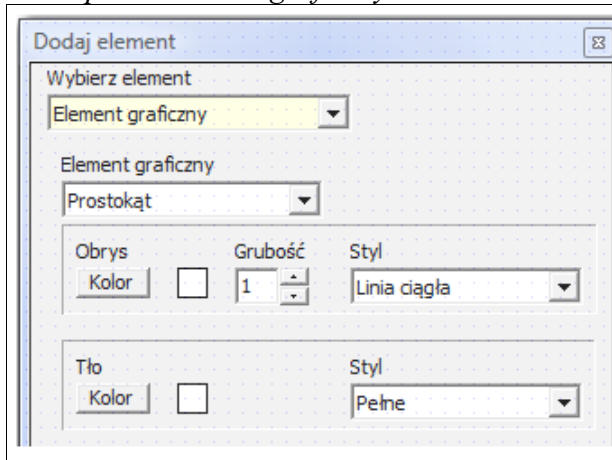 Dodaj element
Wybierz element
Element graficzny
Element graficzny
Prostokąt
Obrys Grubość Styl
Kolor 1 Linia ciągła
Tło Styl
Kolor Pełne